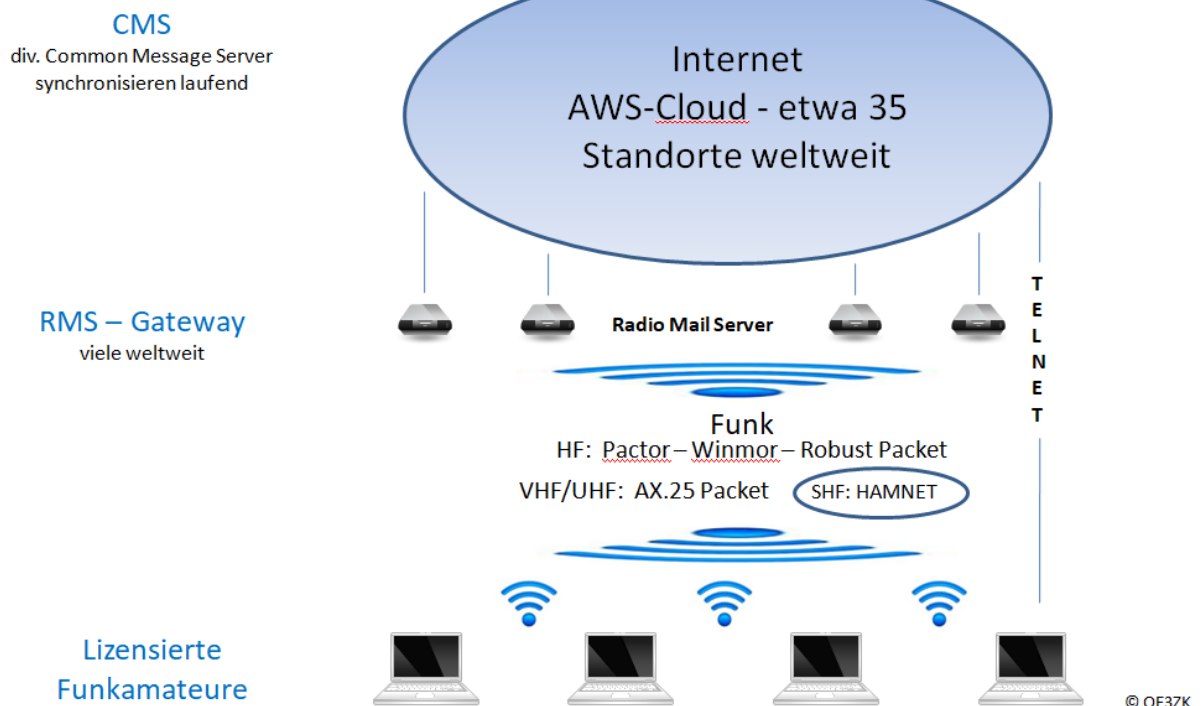 CMS
div. Common Message Server
synchronisieren laufend
Internet
AWS-Cloud - etwa 35
Standorte weltweit
RMS – Gateway
viele weltweit
Radio Mail Server
TELNET
Funk
HF: Pactor – Winmor – Robust Packet
VHF/UHF: AX.25 Packet
SHF: HAMNET
Lizensierte
Funkamateure
© OE3ZK